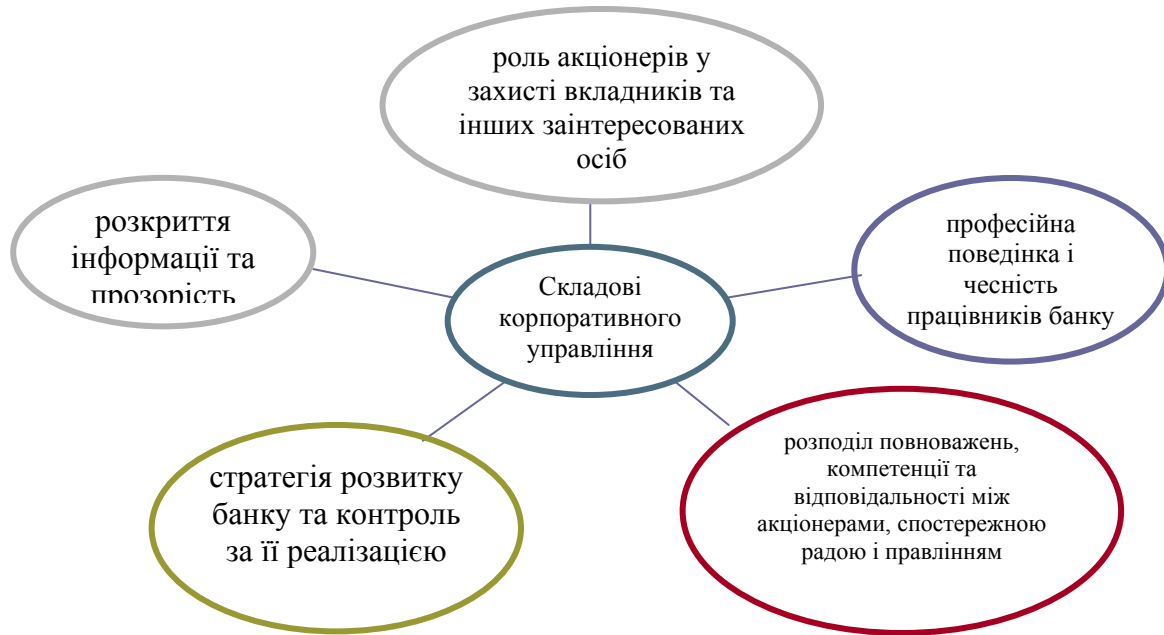 роль акціонерів у
захисті вкладників та
інших заінтересованих
осіб
розкриття
інформації та
прозорість
професійна
поведінка і
чесність
працівників банку
Складові
корпоративного
управління
стратегія розвитку
банку та контроль
за її реалізацією
розподіл повноважень,
компетенції та
відповідальності між
акціонерами, спостережною
радою і правлінням